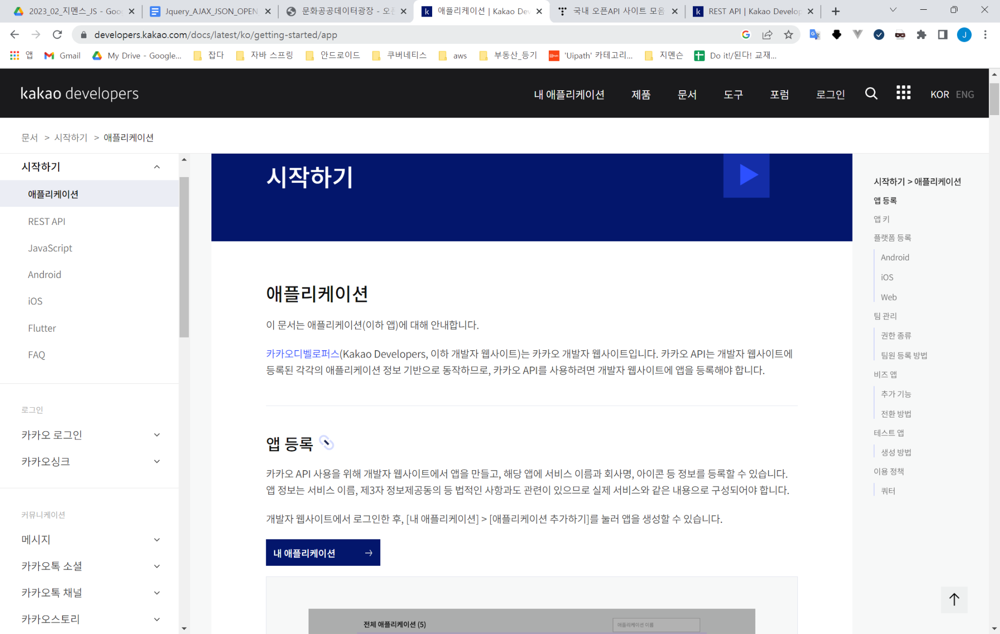 2023_02_지멘스_JS - Goo
Jquery_AJAX_JSON_OPEN
문화공공데이터광장 - 오픈
애플리케이션 | Kakao Dev
국내 오픈API 사이트 모음
REST API | Kakao Develop
developers.kakao.com/docs/latest/ko/getting-started/app
J
앱
Gmail
My Drive - Google...
잡다
자바 스프링
안드로이드
쿠버네티스
aws
부동산_등기
'Uipath' 카테고리...
지멘슨
Do it!/된다! 교재...
kakao developers
내 애플리케이션
제품
문서
도구
포럼
로그인
KOR ENG
문서 > 시작하기 > 애플리케이션
시작하기
애플리케이션
REST API
JavaScript
Android
iOS
Flutter
FAQ
로그인
카카오 로그인
카카오싱크
커뮤니케이션
메시지
카카오톡 소셜
카카오톡 채널
카카오스토리
시작하기
애플리케이션
이 문서는 애플리케이션(이하 앱)에 대해 안내합니다.
카카오디벨로퍼스(Kakao Developers, 이하 개발자 웹사이트)는 카카오 개발자 웹사이트입니다. 카카오 API는 개발자 웹사이트에
등록된 각각의 애플리케이션 정보 기반으로 동작하므로, 카카오 API를 사용하려면 개발자 웹사이트에 앱을 등록해야 합니다.
앱 등록
카카오 API 사용을 위해 개발자 웹사이트에서 앱을 만들고, 해당 앱에 서비스 이름과 회사명, 아이콘 등 정보를 등록할 수 있습니다.
앱 정보는 서비스 이름, 제3자 정보제공동의 등 법적인 사항과도 관련이 있으므로 실제 서비스와 같은 내용으로 구성되어야 합니다.
개발자 웹사이트에서 로그인한 후, [내 애플리케이션] > [애플리케이션 추가하기]를 눌러 앱을 생성할 수 있습니다.
내 애플리케이션 →
전체 애플리케이션 (5)
애플리케이션 이름
시작하기 > 애플리케이션
앱 등록
앱 키
플랫폼 등록
Android
iOS
Web
팀 관리
권한 종류
팀원 등록 방법
비즈 앱
추가 기능
전환 방법
테스트 앱
생성 방법
이용 정책
쿼터